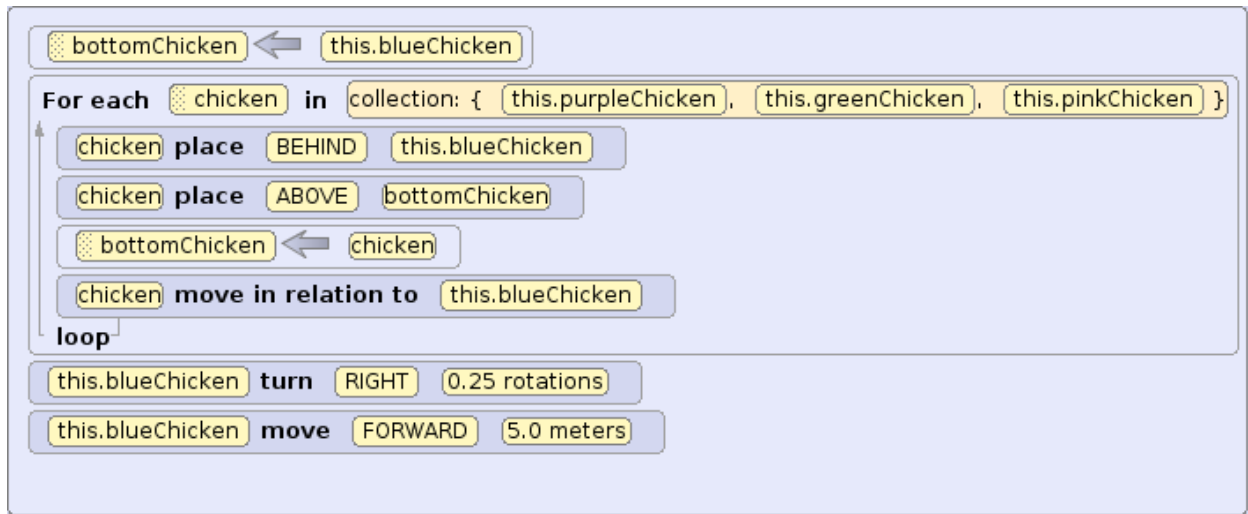 bottomChicken this.blueChicken
For each chicken in collection: { this.purpleChicken, this.greenChicken, this.pinkChicken }
chicken place BEHIND this.blueChicken
chicken place ABOVE bottomChicken
bottomChicken chicken
chicken move in relation to this.blueChicken
loop
this.blueChicken turn RIGHT 0.25 rotations
this.blueChicken move FORWARD 5.0 meters